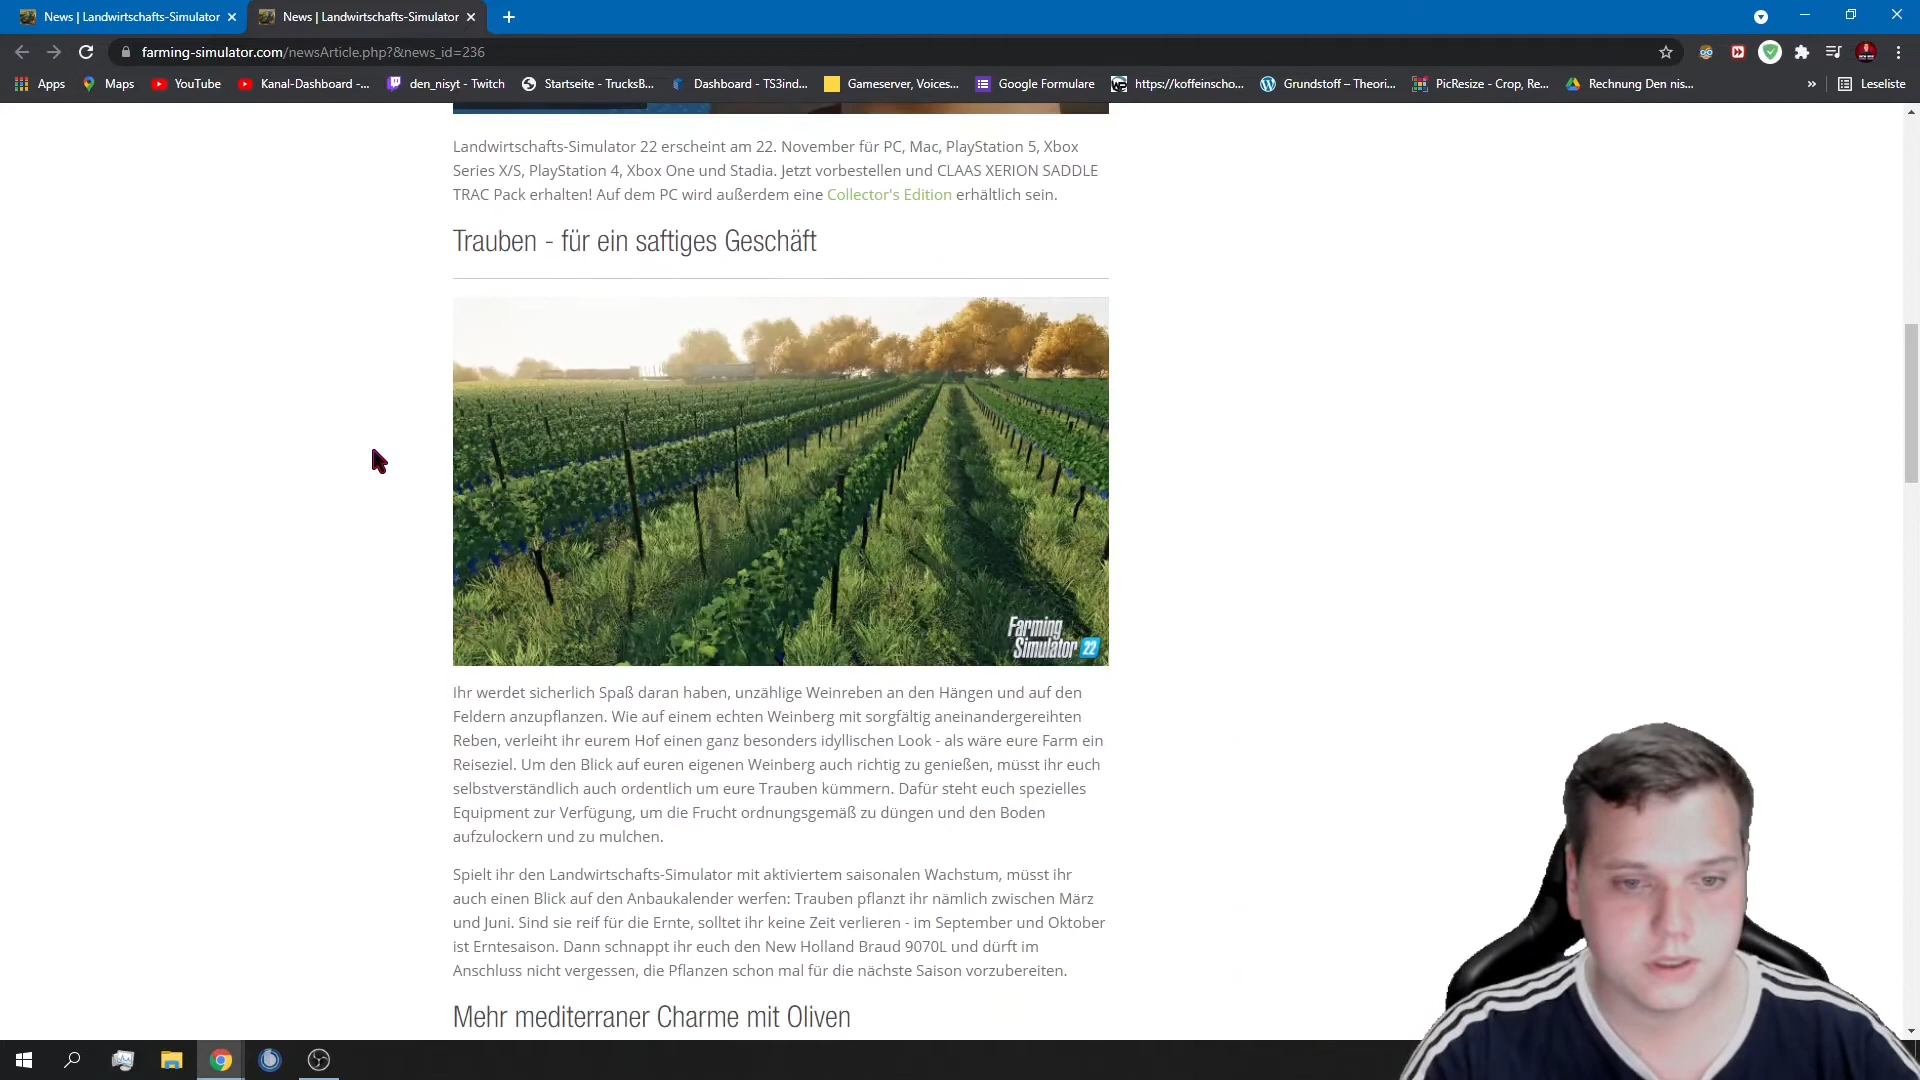 News | Landwirtschafts-Simulator
News | Landwirtschafts-Simulator
farming-simulator.com/newsArticle.php?&news_id=236
Apps
Maps
YouTube
Kanal-Dashboard -...
den_nisyt - Twitch
Startseite - TrucksB...
Dashboard - TS3ind...
Gameserver, Voices...
Google Formulare
https://koffeinscho...
Grundstoff – Theori...
PicResize - Crop, Re...
Rechnung Den nis...
»
Leseliste
Landwirtschafts-Simulator 22 erscheint am 22. November für PC, Mac, PlayStation 5, Xbox
Series X/S, PlayStation 4, Xbox One und Stadia. Jetzt vorbestellen und CLAAS XERION SADDLE
TRAC Pack erhalten! Auf dem PC wird außerdem eine Collector's Edition erhältlich sein.
Trauben - für ein saftiges Geschäft
Farming
Simulator 22
Ihr werdet sicherlich Spaß daran haben, unzählige Weinreben an den Hängen und auf den
Feldern anzupflanzen. Wie auf einem echten Weinberg mit sorgfältig aneinandergereihten
Reben, verleiht ihr eurem Hof einen ganz besonders idyllischen Look - als wäre eure Farm ein
Reiseziel. Um den Blick auf euren eigenen Weinberg auch richtig zu genießen, müsst ihr euch
selbstverständlich auch ordentlich um eure Trauben kümmern. Dafür steht euch spezielles
Equipment zur Verfügung, um die Frucht ordnungsgemäß zu düngen und den Boden
aufzulockern und zu mulchen.
Spielt ihr den Landwirtschafts-Simulator mit aktiviertem saisonalen Wachstum, müsst ihr
auch einen Blick auf den Anbaukalender werfen: Trauben pflanzt ihr nämlich zwischen März
und Juni. Sind sie reif für die Ernte, solltet ihr keine Zeit verlieren - im September und Oktober
ist Erntesaison. Dann schnappt ihr euch den New Holland Braud 9070L und dürft im
Anschluss nicht vergessen, die Pflanzen schon mal für die nächste Saison vorzubereiten.
Mehr mediterraner Charme mit Oliven